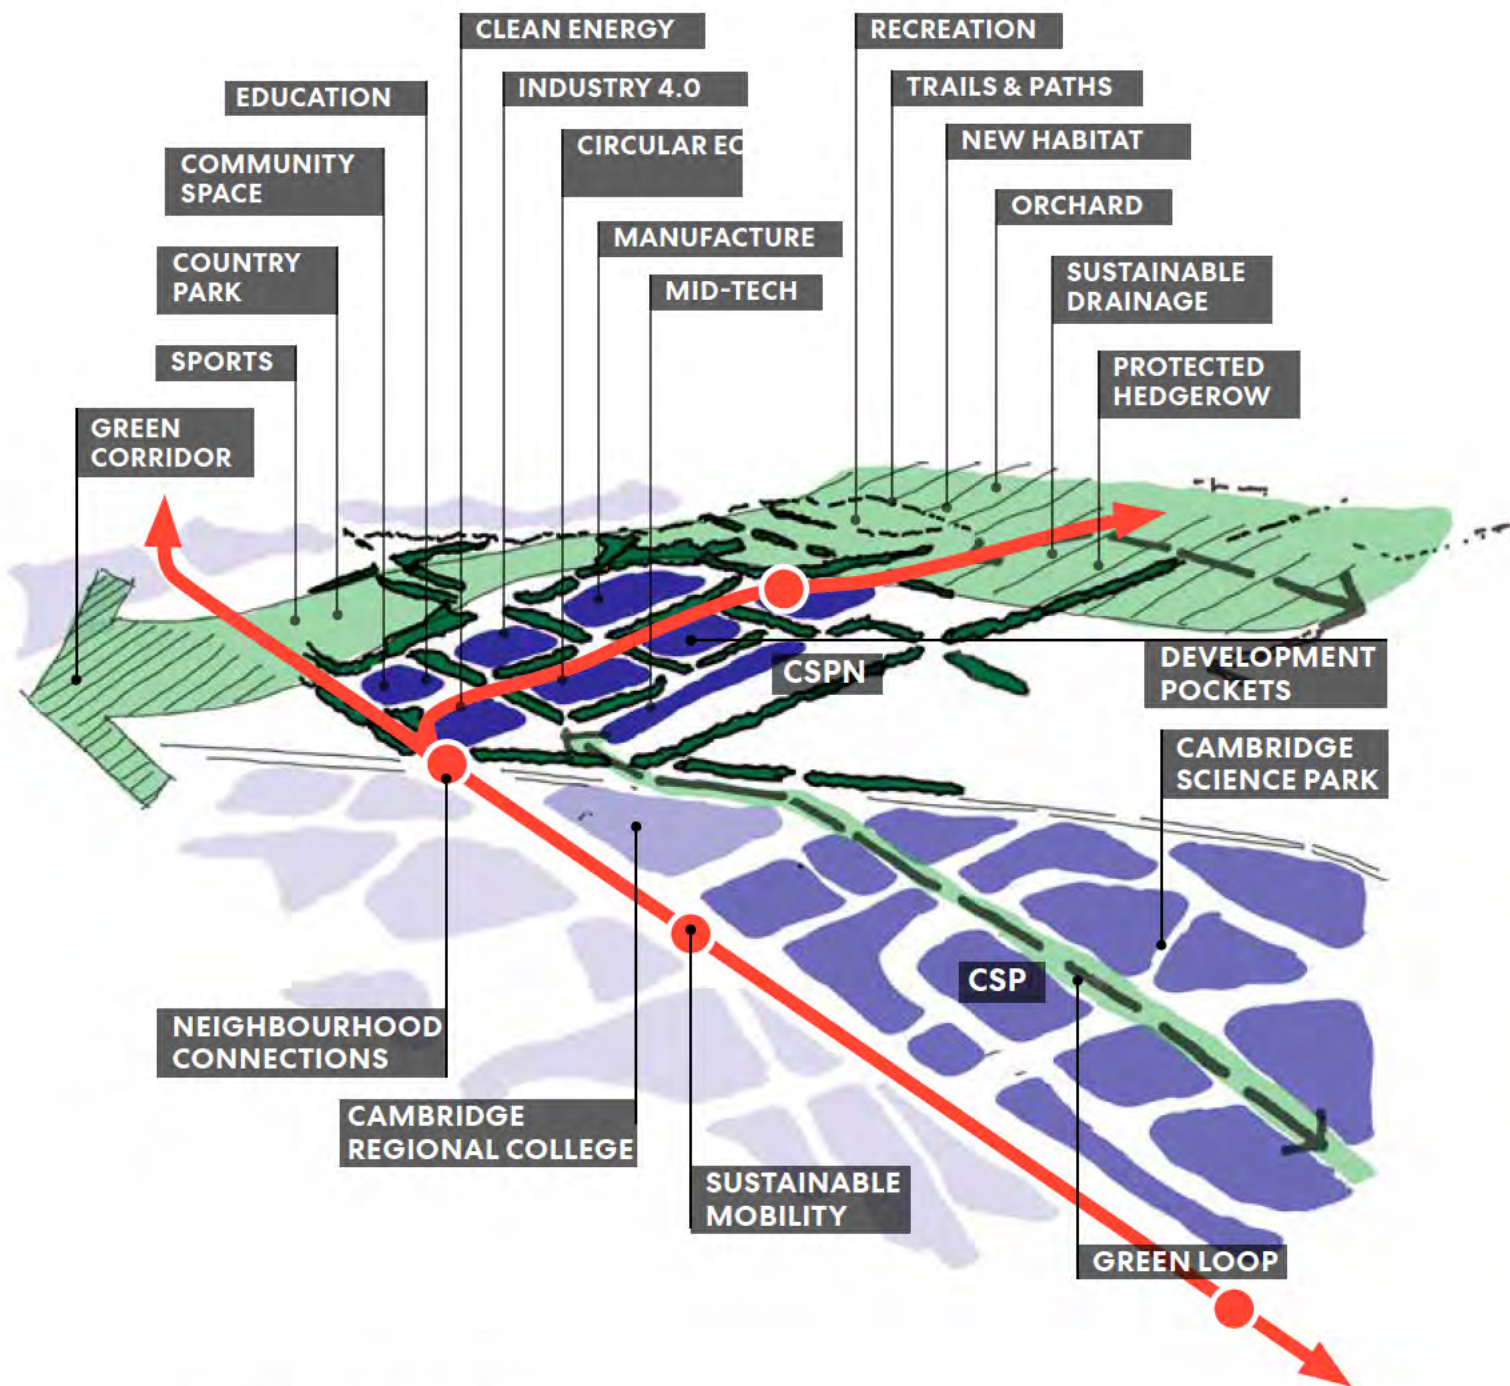 CLEAN ENERGY
RECREATION
INDUSTRY 4.0
TRAILS & PATHS
EDUCATION
CIRCULAR EC
NEW HABITAT
COMMUNITY
SPACE
ORCHARD
MANUFACTURE
COUNTRY
PARK
SUSTAINABLE
DRAINAGE
MID-TECH
SPORTS
PROTECTED
HEDGEROW
GREEN
CORRIDOR
CSPN
DEVELOPMENT
POCKETS
CAMBRIDGE
SCIENCE PARK
CSP
NEIGHBOURHOOD
CONNECTIONS
CAMBRIDGE
REGIONAL COLLEGE
SUSTAINABLE
MOBILITY
GREEN LOOP